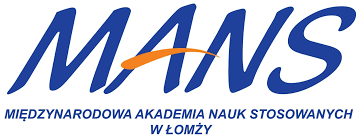 MANS
MIĘDZYNARODOWA AKADEMIA NAUK STOSOWANYCH
W ŁOMŻY